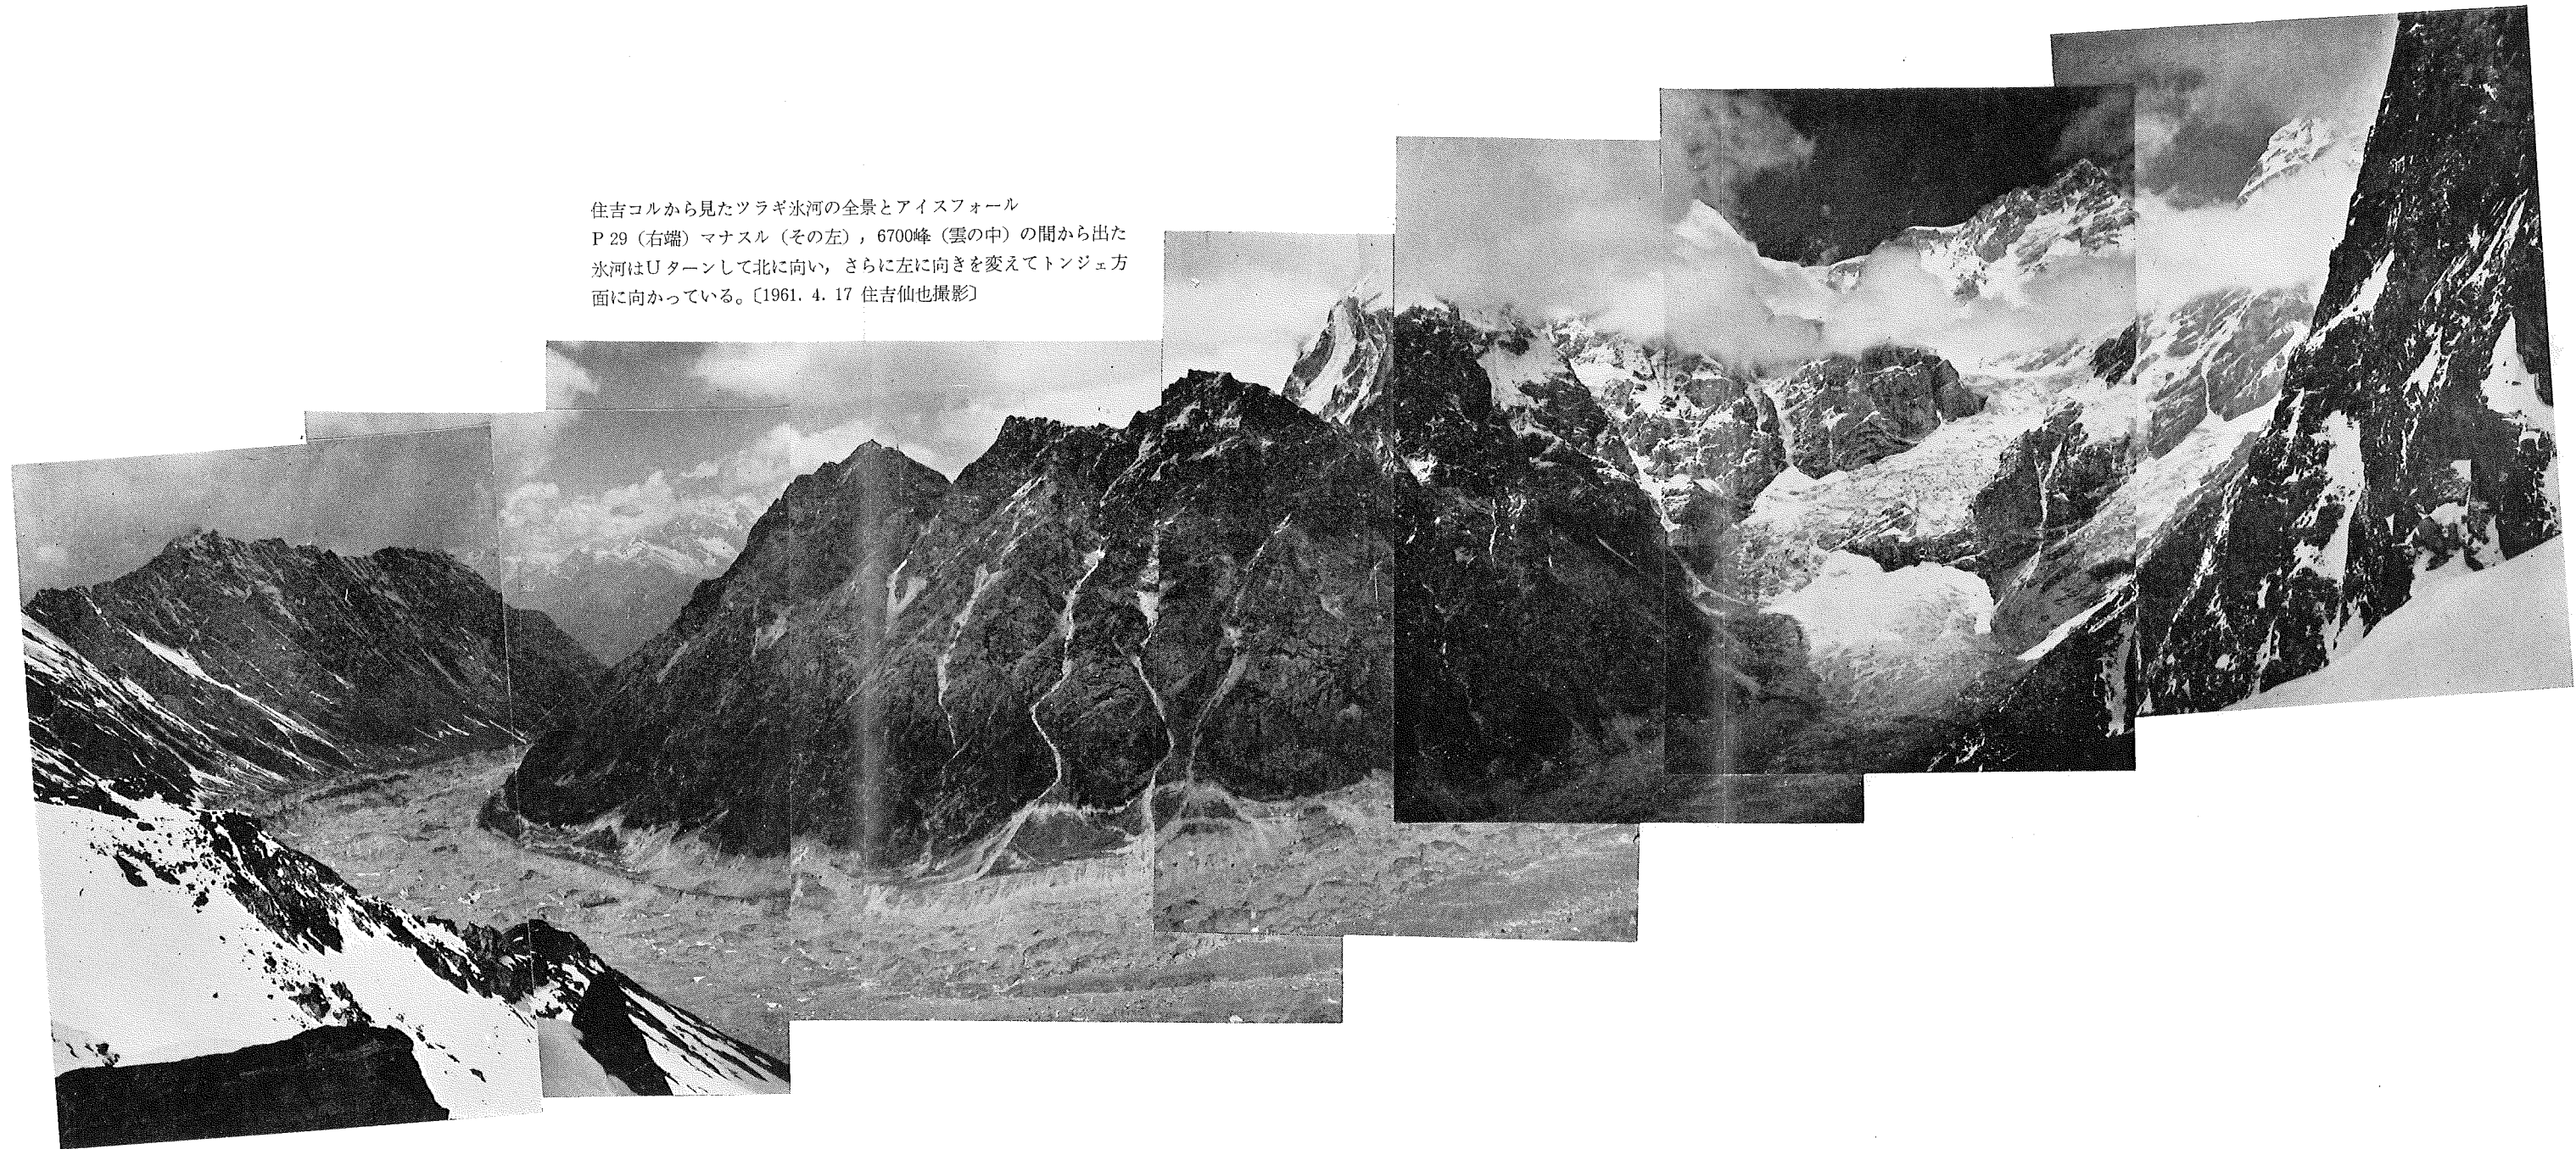 住吉コルから見たツラギ氷河の全景とアイスフォール
P 29（右端）マナスル（その左），6700峰（雲の中）の間から出た
氷河はUターンして北に向い，さらに左に向きを変えてトンジェ方
面に向かっている。〔1961. 4. 17 住吉仙也撮影〕